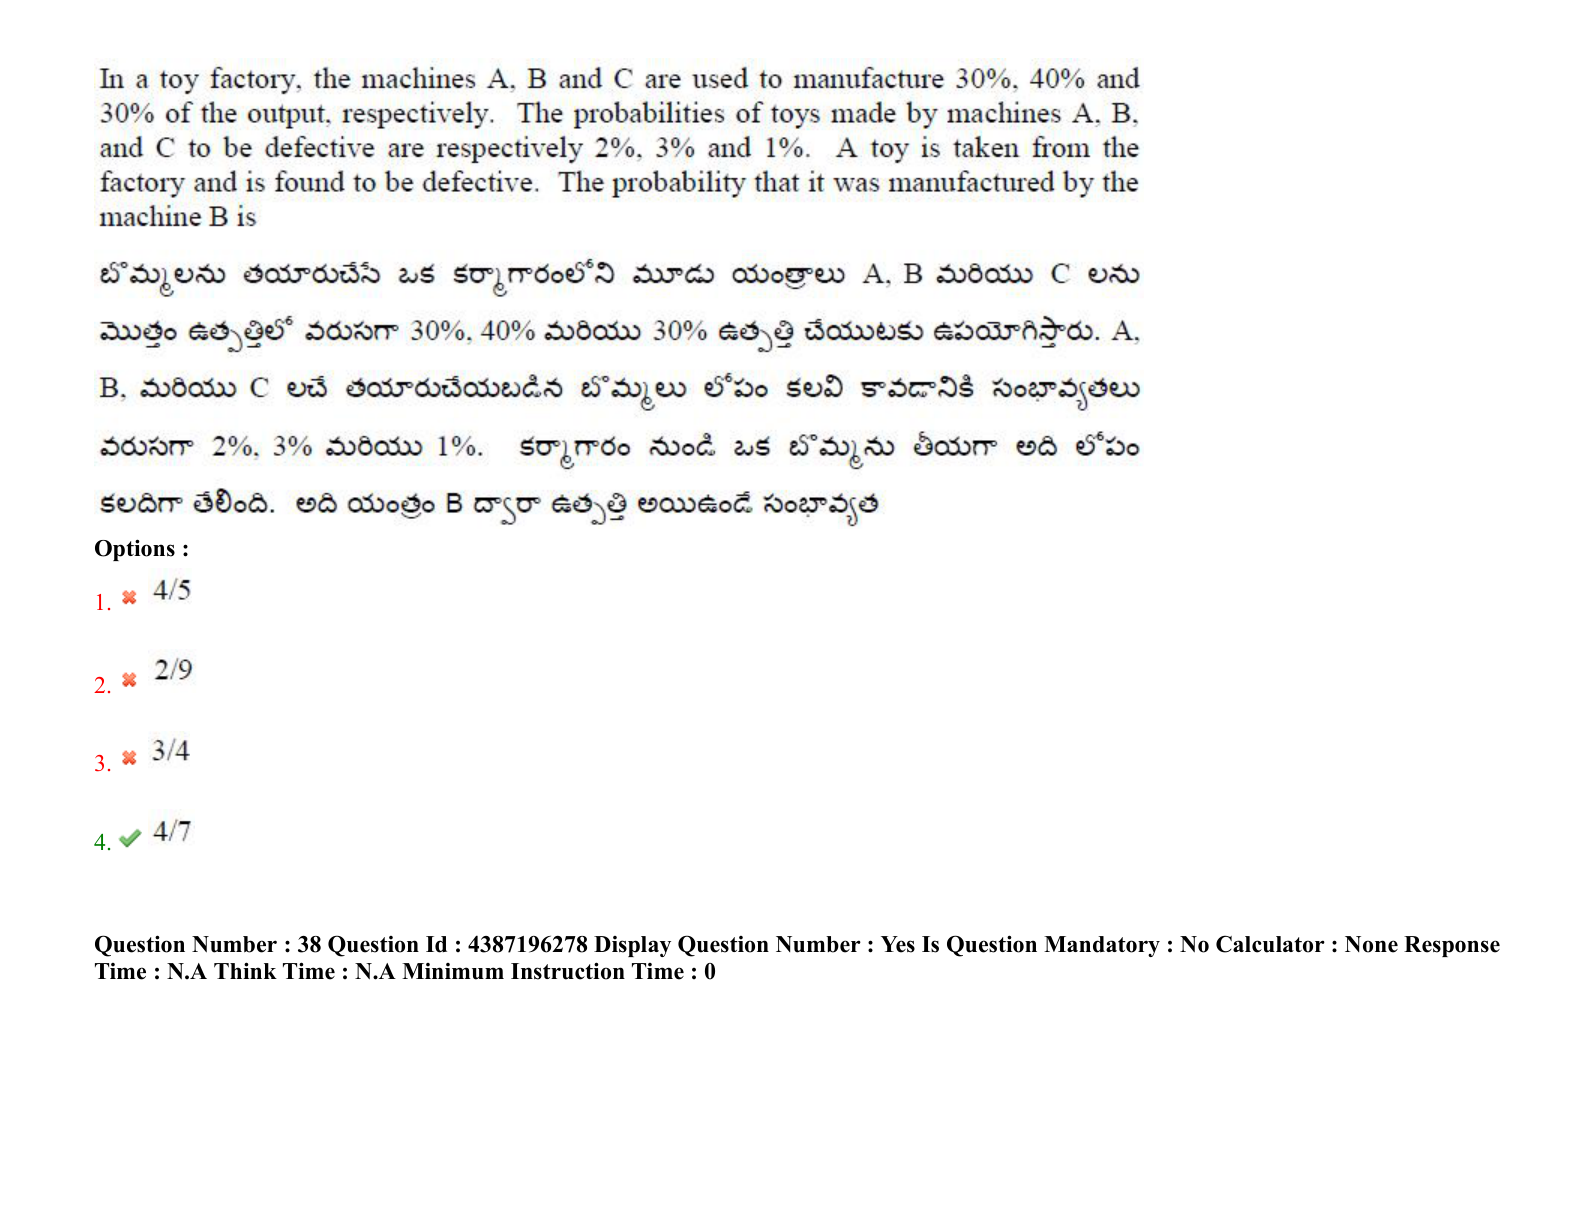 In a toy factory, the machines A, B and C are used to manufacture 30%, 40% and
30% of the output, respectively. The probabilities of toys made by machines A, B,
and C to be defective are respectively 2%, 3% and 1%. A toy is taken from the
factory and is found to be defective. The probability that it was manufactured by the
machine B is
బొమ్మలను తయారుచేసే ఒక కర్మాగారంలోని మూడు యంత్రాలు A, B మరియు C లను
మొత్తం ఉత్పత్తిలో వరుసగా 30%, 40% మరియు 30% ఉత్పత్తి చేయుటకు ఉపయోగిస్తారు. A,
B, మరియు C లచే తయారుచేయబడిన బొమ్మలు లోపం కలవి కావడానికి సంభావ్యతలు
వరుసగా 2%, 3% మరియు 1%. కర్మాగారం నుండి ఒక బొమ్మను తీయగా అది లోపం
కలదిగా తేలింది. అది యంత్రం B ద్వారా ఉత్పత్తి అయిఉండే సంభావ్యత
Options :
1. 4/5
2. 2/9
3. 3/4
4. 4/7
Question Number : 38 Question Id : 4387196278 Display Question Number : Yes Is Question Mandatory : No Calculator : None Response
Time : N.A Think Time : N.A Minimum Instruction Time : 0